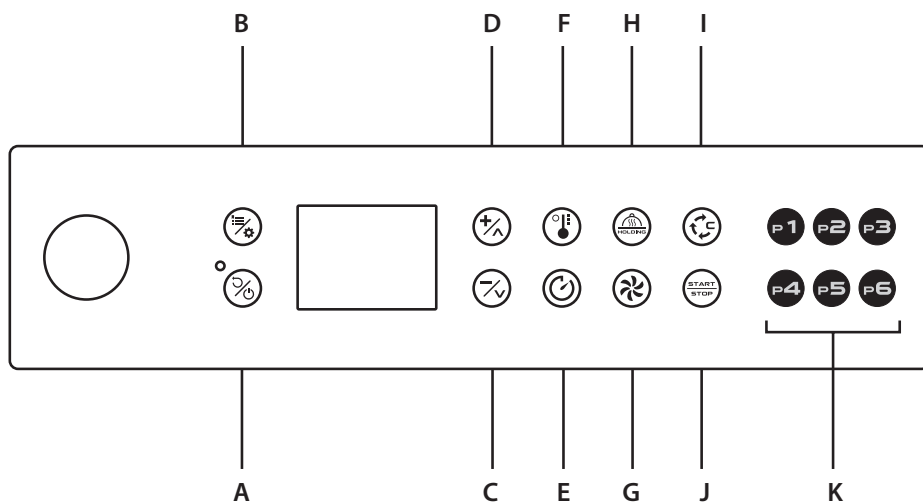 B D F H I
HOLDING
P1 P2 P3
START
STOP
P4 P5 P6
A C E G J K